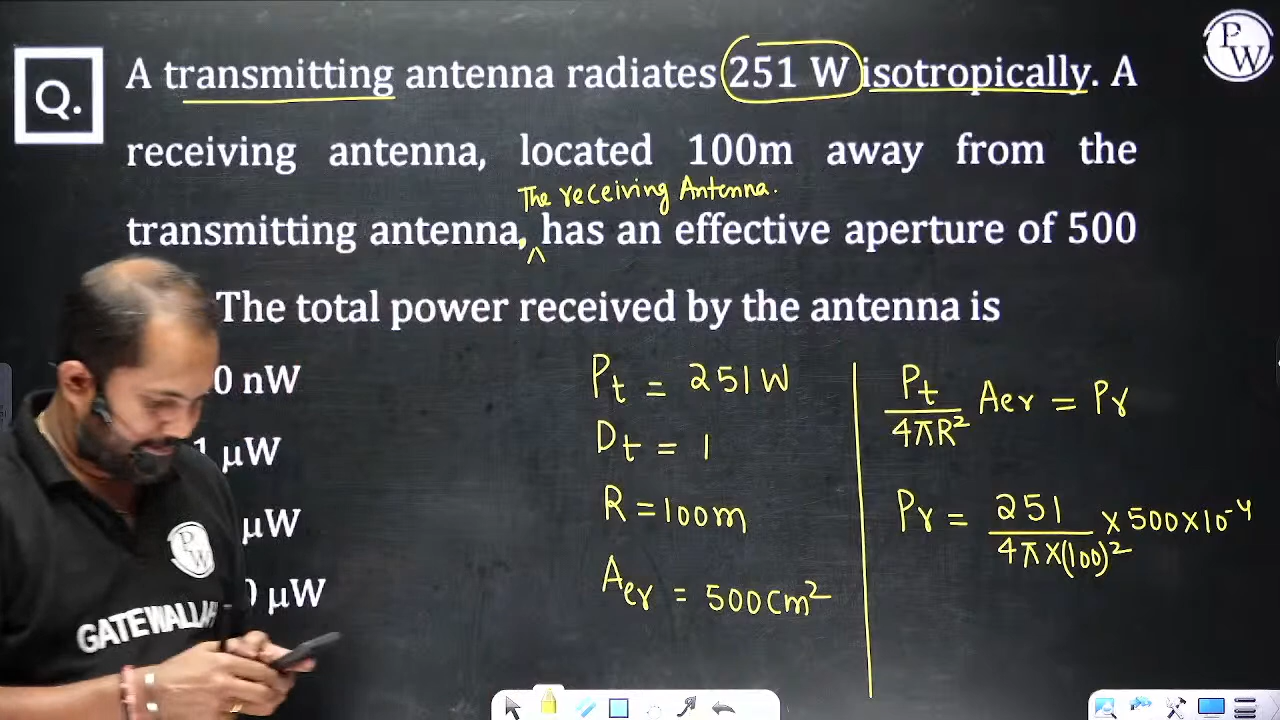 Q.
A transmitting antenna radiates 251 W isotropically. A
receiving antenna, located 100m away from the
The receiving Antenna.
transmitting antenna, has an effective aperture of 500
The total power received by the antenna is
0 nW
1 μW
μW
0 μW
Pt = 251W
Dt = 1
R = 100m
Aer = 500cm²
Pt/4πR² Aer = Pr
Pr = 251/4π×(100)² × 500×10⁻⁴
PW
PW
GATEWALLAH